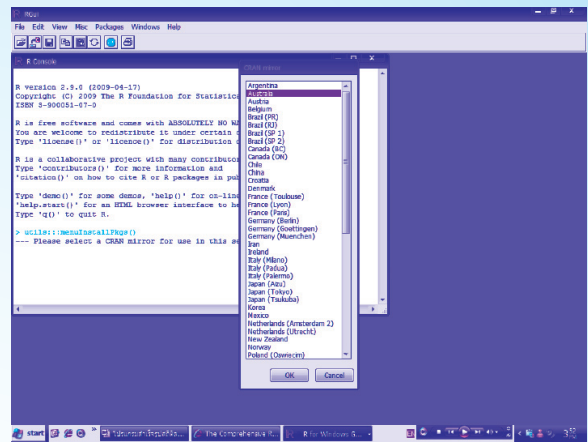 RGui
File Edit View Misc Packages Windows Help
R Console
R version 2.9.0 (2009-04-17)
Copyright (C) 2009 The R Foundation for Statistic
ISBN 3-900051-07-0
R is free software and comes with ABSOLUTELY NO WA
You are welcome to redistribute it under certain
Type 'license()' or 'licence()' for distribution
R is a collaborative project with many contributor
Type 'contributors()' for more information and
'citation()' on how to cite R or R packages in pub
Type 'demo()' for some demos, 'help()' for on-lin
'help.start()' for an HTML browser interface to he
Type 'q()' to quit R.
> utils:::menuInstallPkgs()
--- Please select a CRAN mirror for use in this se
CRAN mirror
Argentina
Australia
Austria
Belgium
Brazil (PR)
Brazil (RJ)
Brazil (SP 1)
Brazil (SP 2)
Canada (BC)
Canada (ON)
Chile
China
Croatia
Denmark
France (Toulouse)
France (Lyon)
France (Paris)
Germany (Berlin)
Germany (Goettingen)
Germany (Muenchen)
Iran
Ireland
Italy (Milano)
Italy (Padua)
Italy (Palermo)
Japan (Aizu)
Japan (Tokyo)
Japan (Tsukuba)
Korea
Mexico
Netherlands (Amsterdam 2)
Netherlands (Utrecht)
New Zealand
Norway
Poland (Oswiecim)
OK Cancel
start The Comprehensive R... R for Windows G...